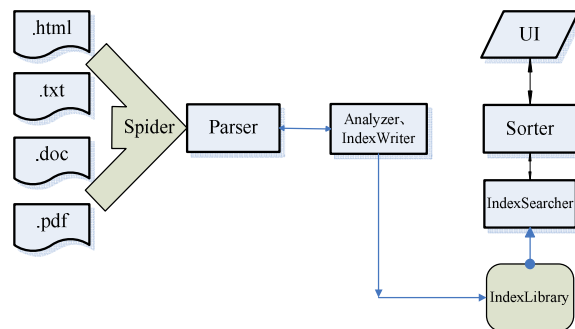 .html
.txt
.doc
.pdf
Spider
Parser
Analyzer、
IndexWriter
UI
Sorter
IndexSearcher
IndexLibrary